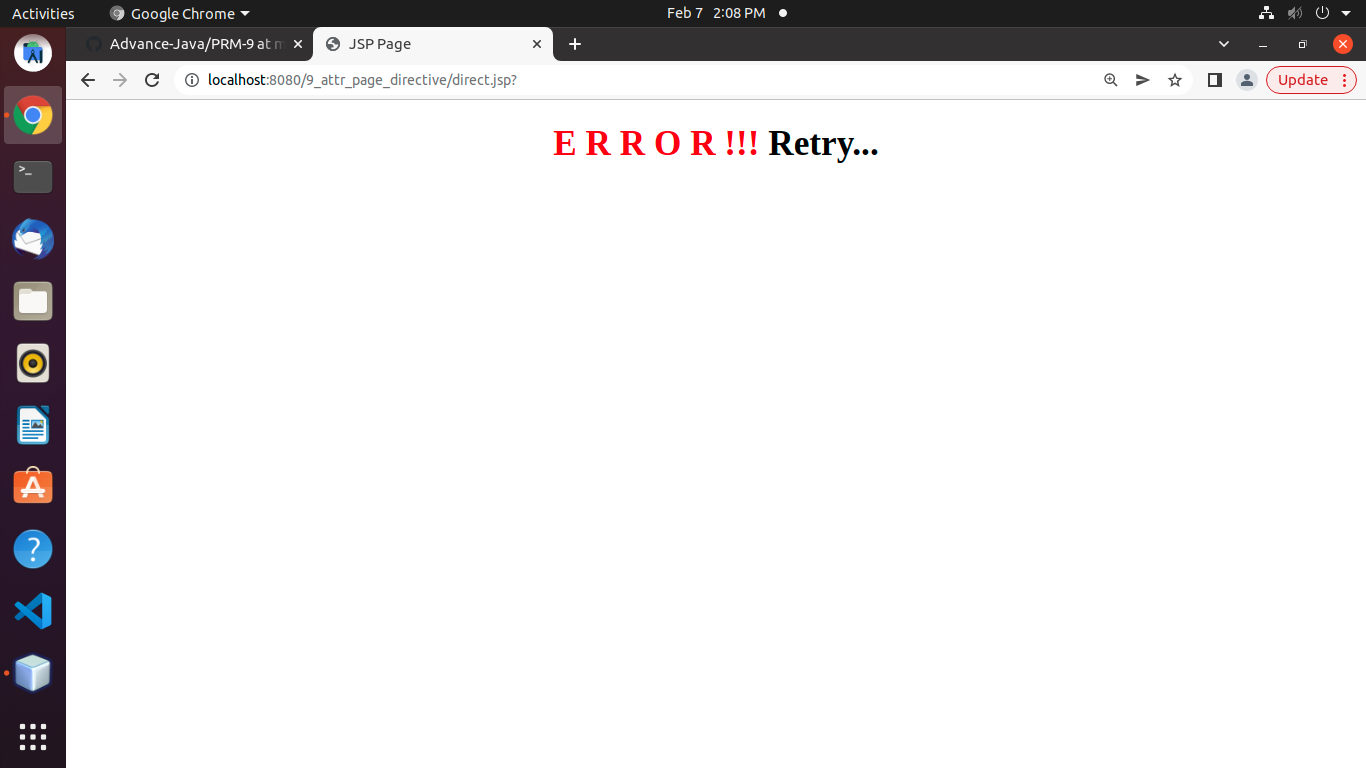 Activities
Google Chrome
Feb 7 2:08 PM
Advance-Java/PRM-9 at m
JSP Page
localhost:8080/9_attr_page_directive/direct.jsp?
Update
E R R O R !!! Retry...